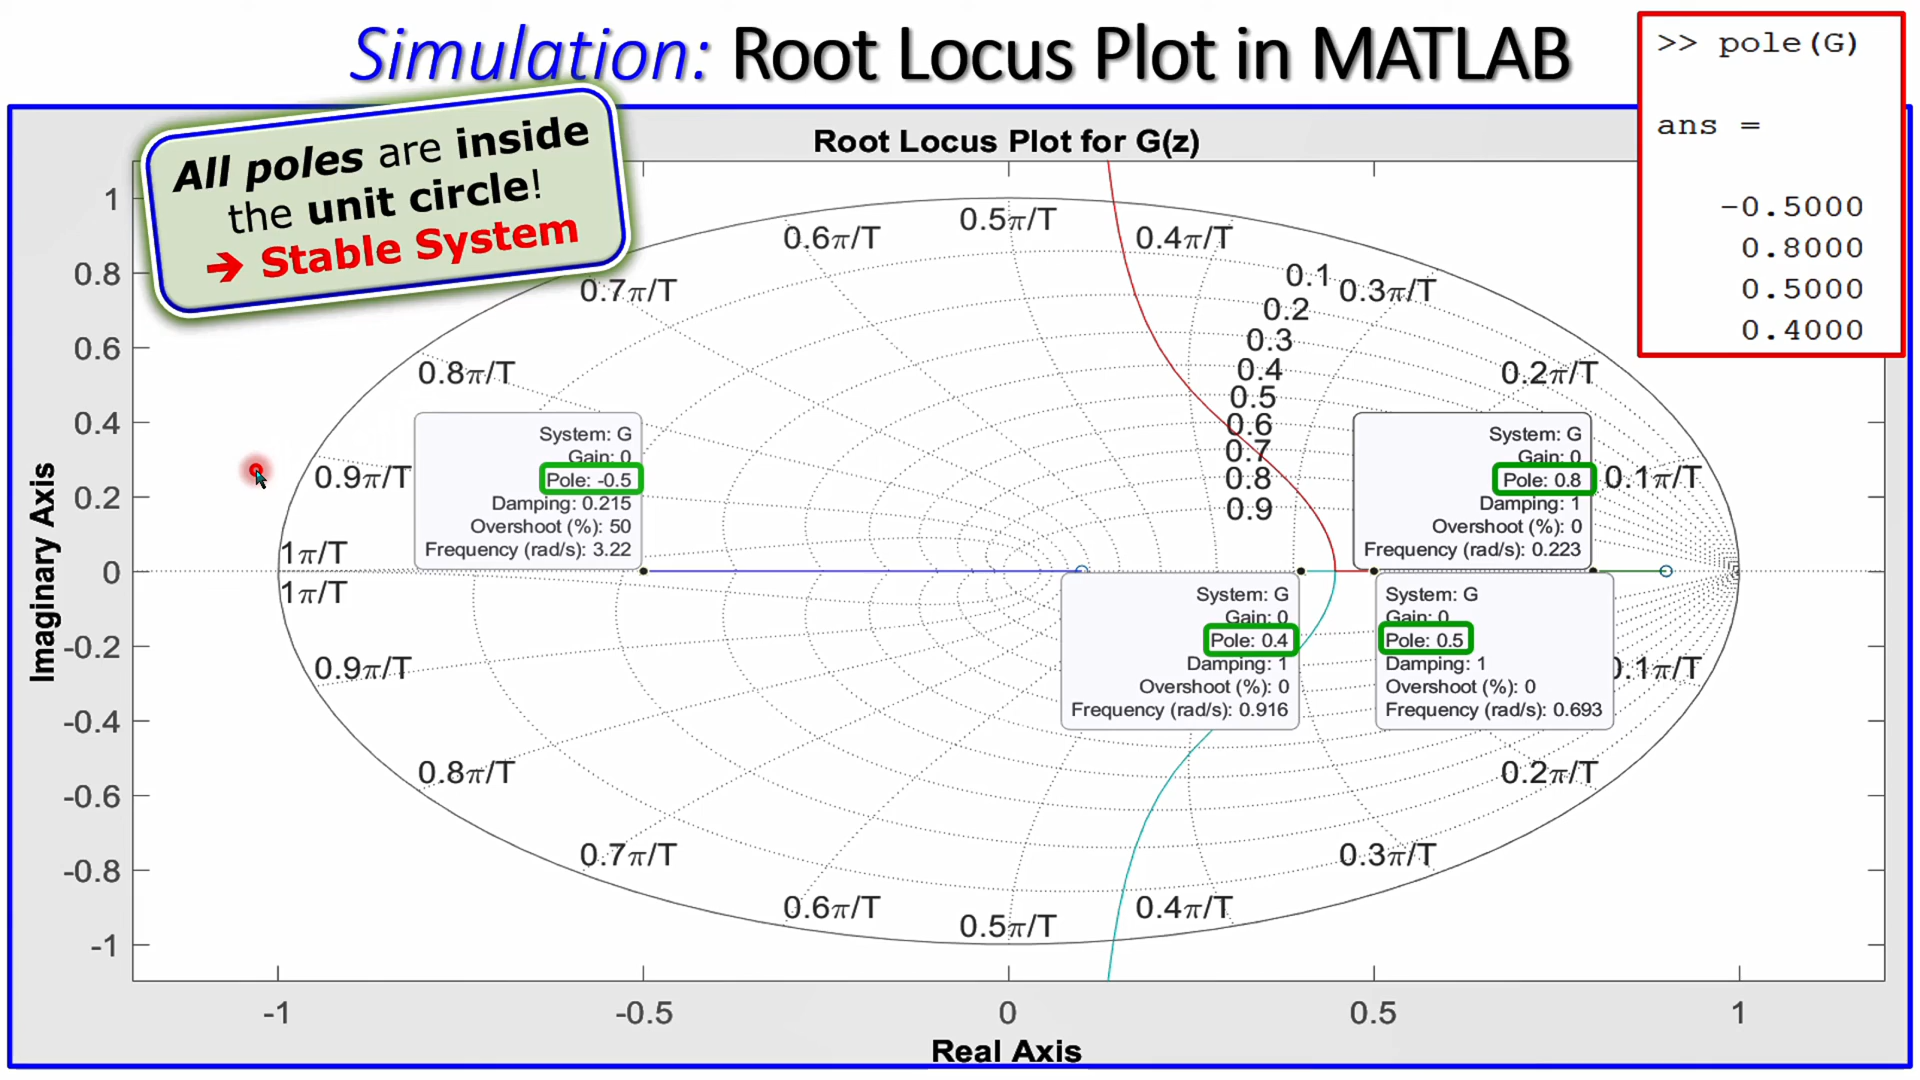 Simulation: Root Locus Plot in MATLAB
>> pole(G)
ans =
-0.5000
0.8000
0.5000
0.4000
All poles are inside
the unit circle!
➔ Stable System
Root Locus Plot for G(z)
Imaginary Axis
1
0.8
0.6
0.4
0.2
0
-0.2
-0.4
-0.6
-0.8
-1
0.5π/T
0.6π/T
0.4π/T
0.7π/T
0.3π/T
0.8π/T
0.2π/T
0.9π/T
0.1π/T
1π/T
1π/T
0.9π/T
0.1π/T
0.8π/T
0.2π/T
0.7π/T
0.3π/T
0.6π/T
0.4π/T
0.5π/T
0.1
0.2
0.3
0.4
0.5
0.6
0.7
0.8
0.9
System: G
Gain: 0
Pole: -0.5
Damping: 0.215
Overshoot (%): 50
Frequency (rad/s): 3.22
System: G
Gain: 0
Pole: 0.8
Damping: 1
Overshoot (%): 0
Frequency (rad/s): 0.223
System: G
Gain: 0
Pole: 0.4
Damping: 1
Overshoot (%): 0
Frequency (rad/s): 0.916
System: G
Gain: 0
Pole: 0.5
Damping: 1
Overshoot (%): 0
Frequency (rad/s): 0.693
-1
-0.5
0
0.5
1
Real Axis